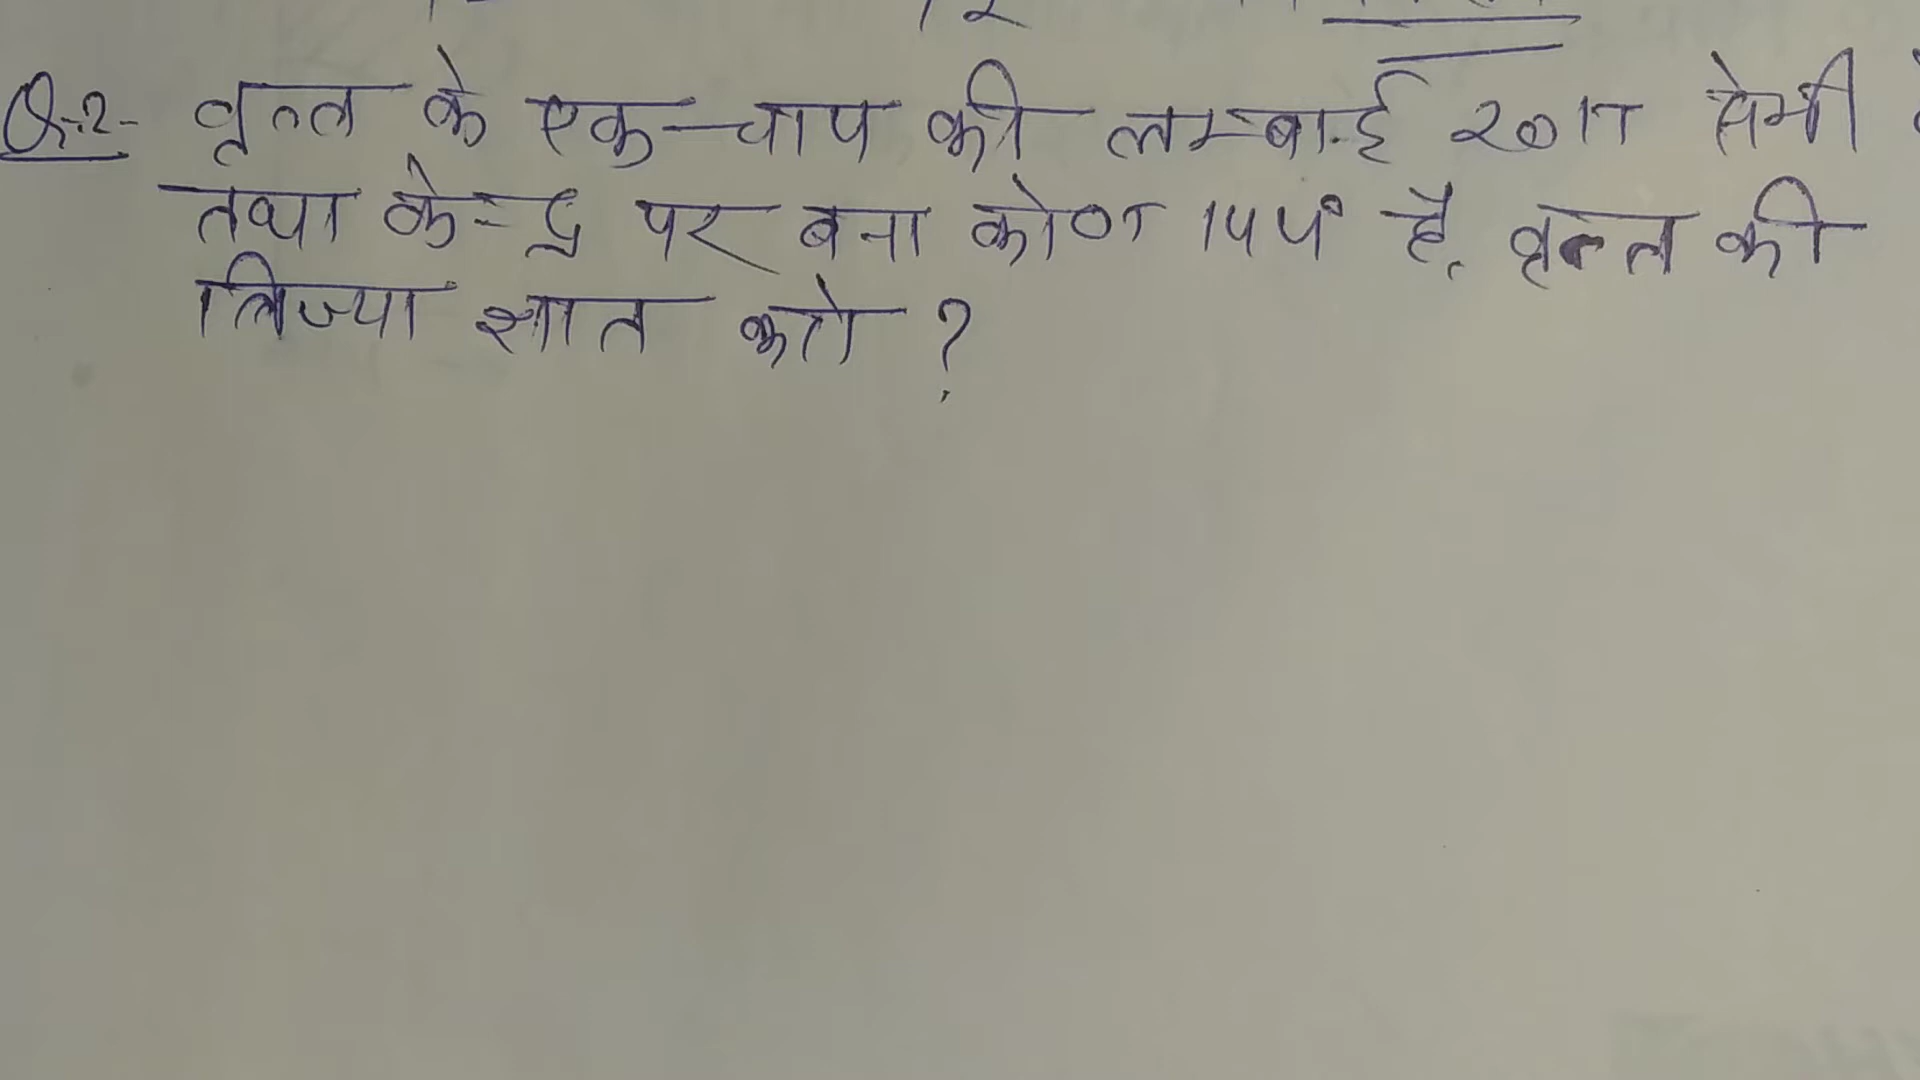 Q.2- वृत्त के एक चाप की लम्बाई 20π सेमी
तथा केन्द्र पर बना कोण 144° है, वृत्त की
त्रिज्या ज्ञात करो ?